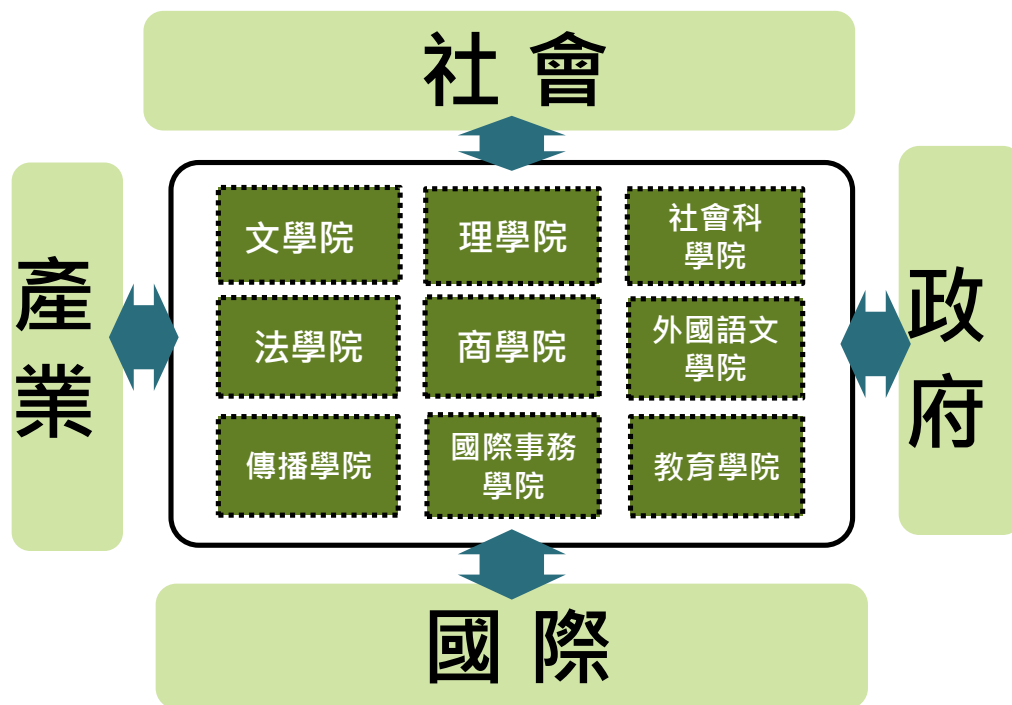 社會
產
業
文學院
理學院
社會科
學院
法學院
商學院
外國語文
學院
傳播學院
國際事務
學院
教育學院
政
府
國際